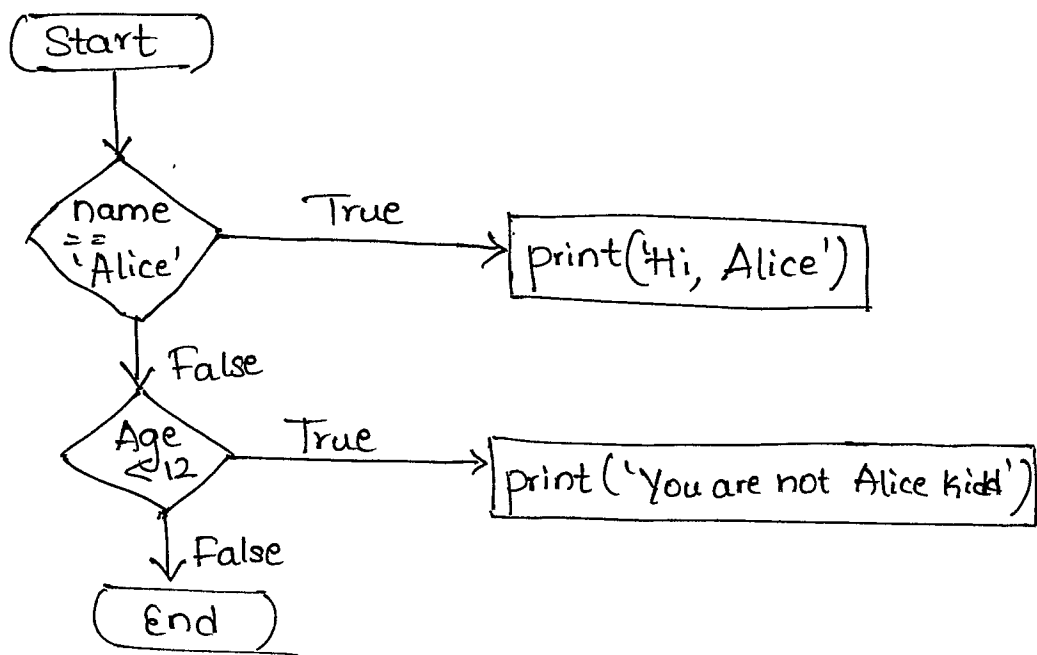 Start
name
==
'Alice'
True
print('Hi, Alice')
False
Age
<12
True
print('You are not Alice kidd')
False
End